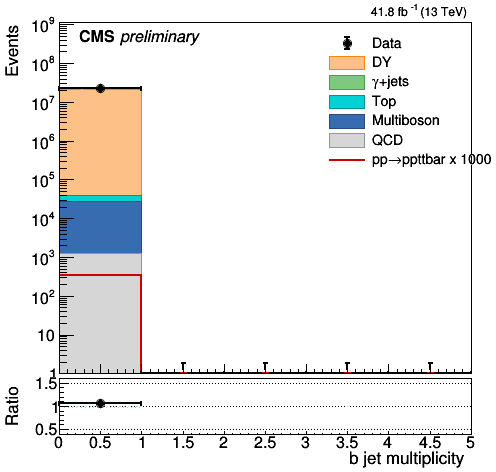 41.8 fb⁻¹ (13 TeV)
CMS preliminary
Events
10⁹
10⁸
10⁷
10⁶
10⁵
10⁴
10³
10²
10
1
Data
DY
γ+jets
Top
Multiboson
QCD
pp→ppttbar x 1000
Ratio
1.5
1
0.5
0 0.5 1 1.5 2 2.5 3 3.5 4 4.5 5
b jet multiplicity